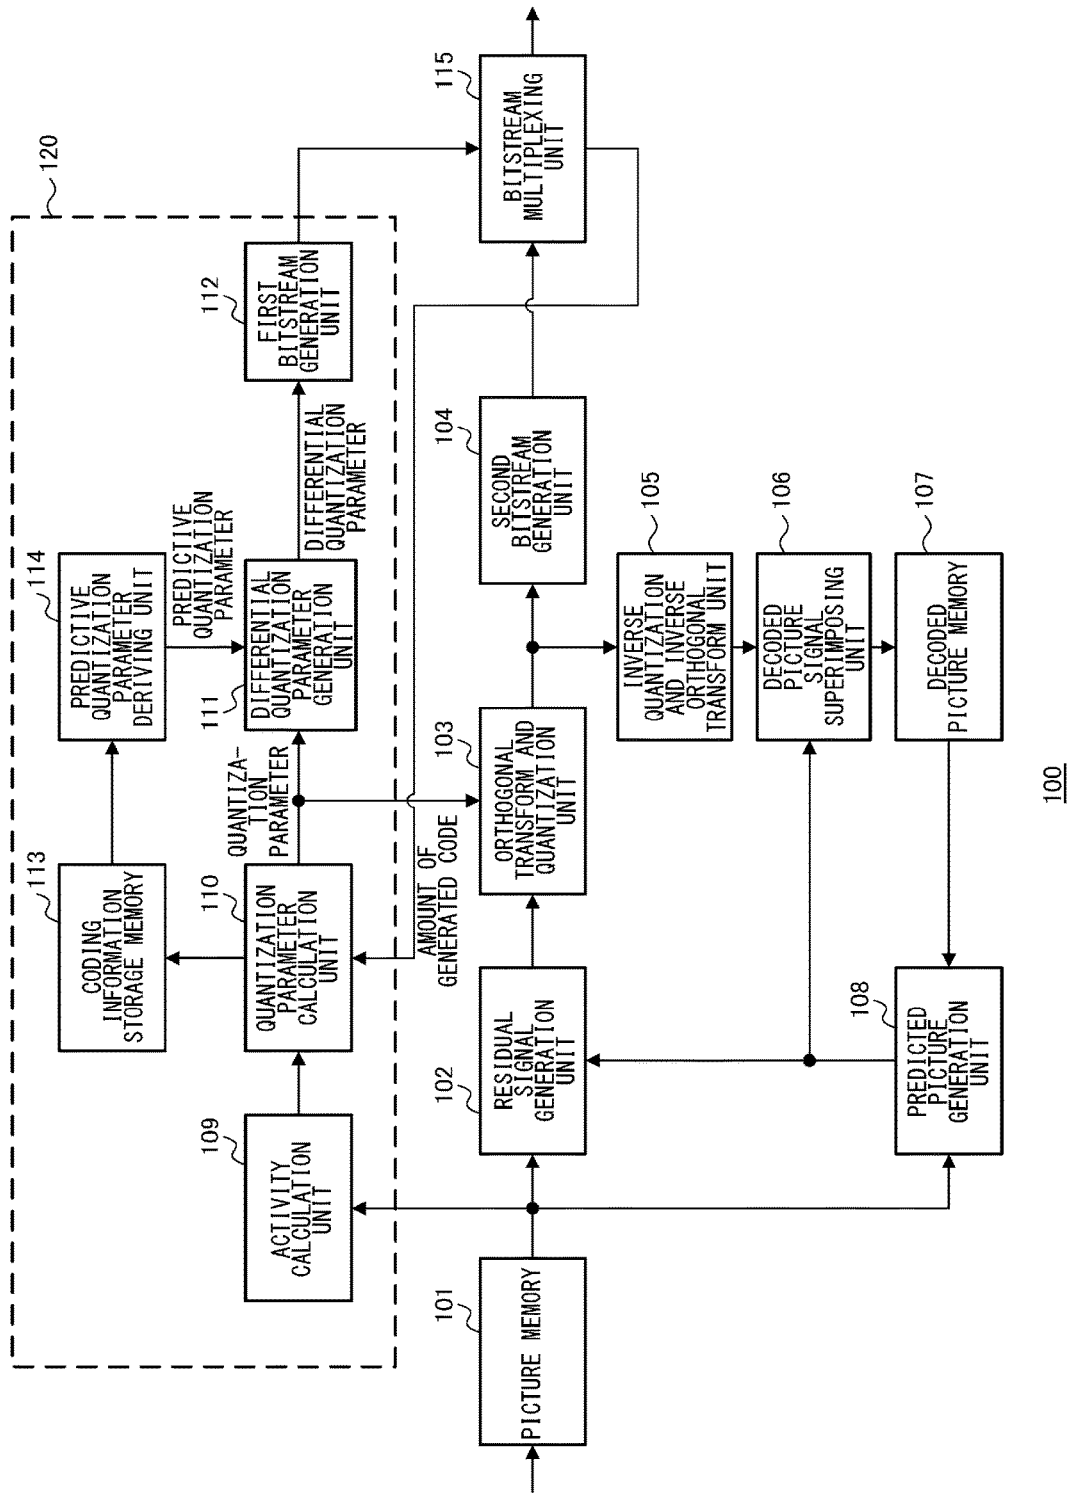 120
113
CODING
INFORMATION
STORAGE MEMORY
114
PREDICTIVE
QUANTIZATION
PARAMETER
DERIVING UNIT
PREDICTIVE
QUANTIZATION
PARAMETER
109
ACTIVITY
CALCULATION
UNIT
110
QUANTIZATION
PARAMETER
CALCULATION
UNIT
QUANTIZA-
TION
PARAMETER
111
DIFFERENTIAL
QUANTIZATION
PARAMETER
GENERATION
UNIT
DIFFERENTIAL
QUANTIZATION
PARAMETER
112
FIRST
BITSTREAM
GENERATION
UNIT
AMOUNT OF
GENERATED CODE
101
PICTURE MEMORY
102
RESIDUAL
SIGNAL
GENERATION
UNIT
103
ORTHOGONAL
TRANSFORM AND
QUANTIZATION
UNIT
104
SECOND
BITSTREAM
GENERATION
UNIT
115
BITSTREAM
MULTIPLEXING
UNIT
105
INVERSE
QUANTIZATION
AND INVERSE
ORTHOGONAL
TRANSFORM UNIT
106
DECODED
PICTURE
SIGNAL
SUPERIMPOSING
UNIT
107
DECODED
PICTURE MEMORY
108
PREDICTED
PICTURE
GENERATION
UNIT
100